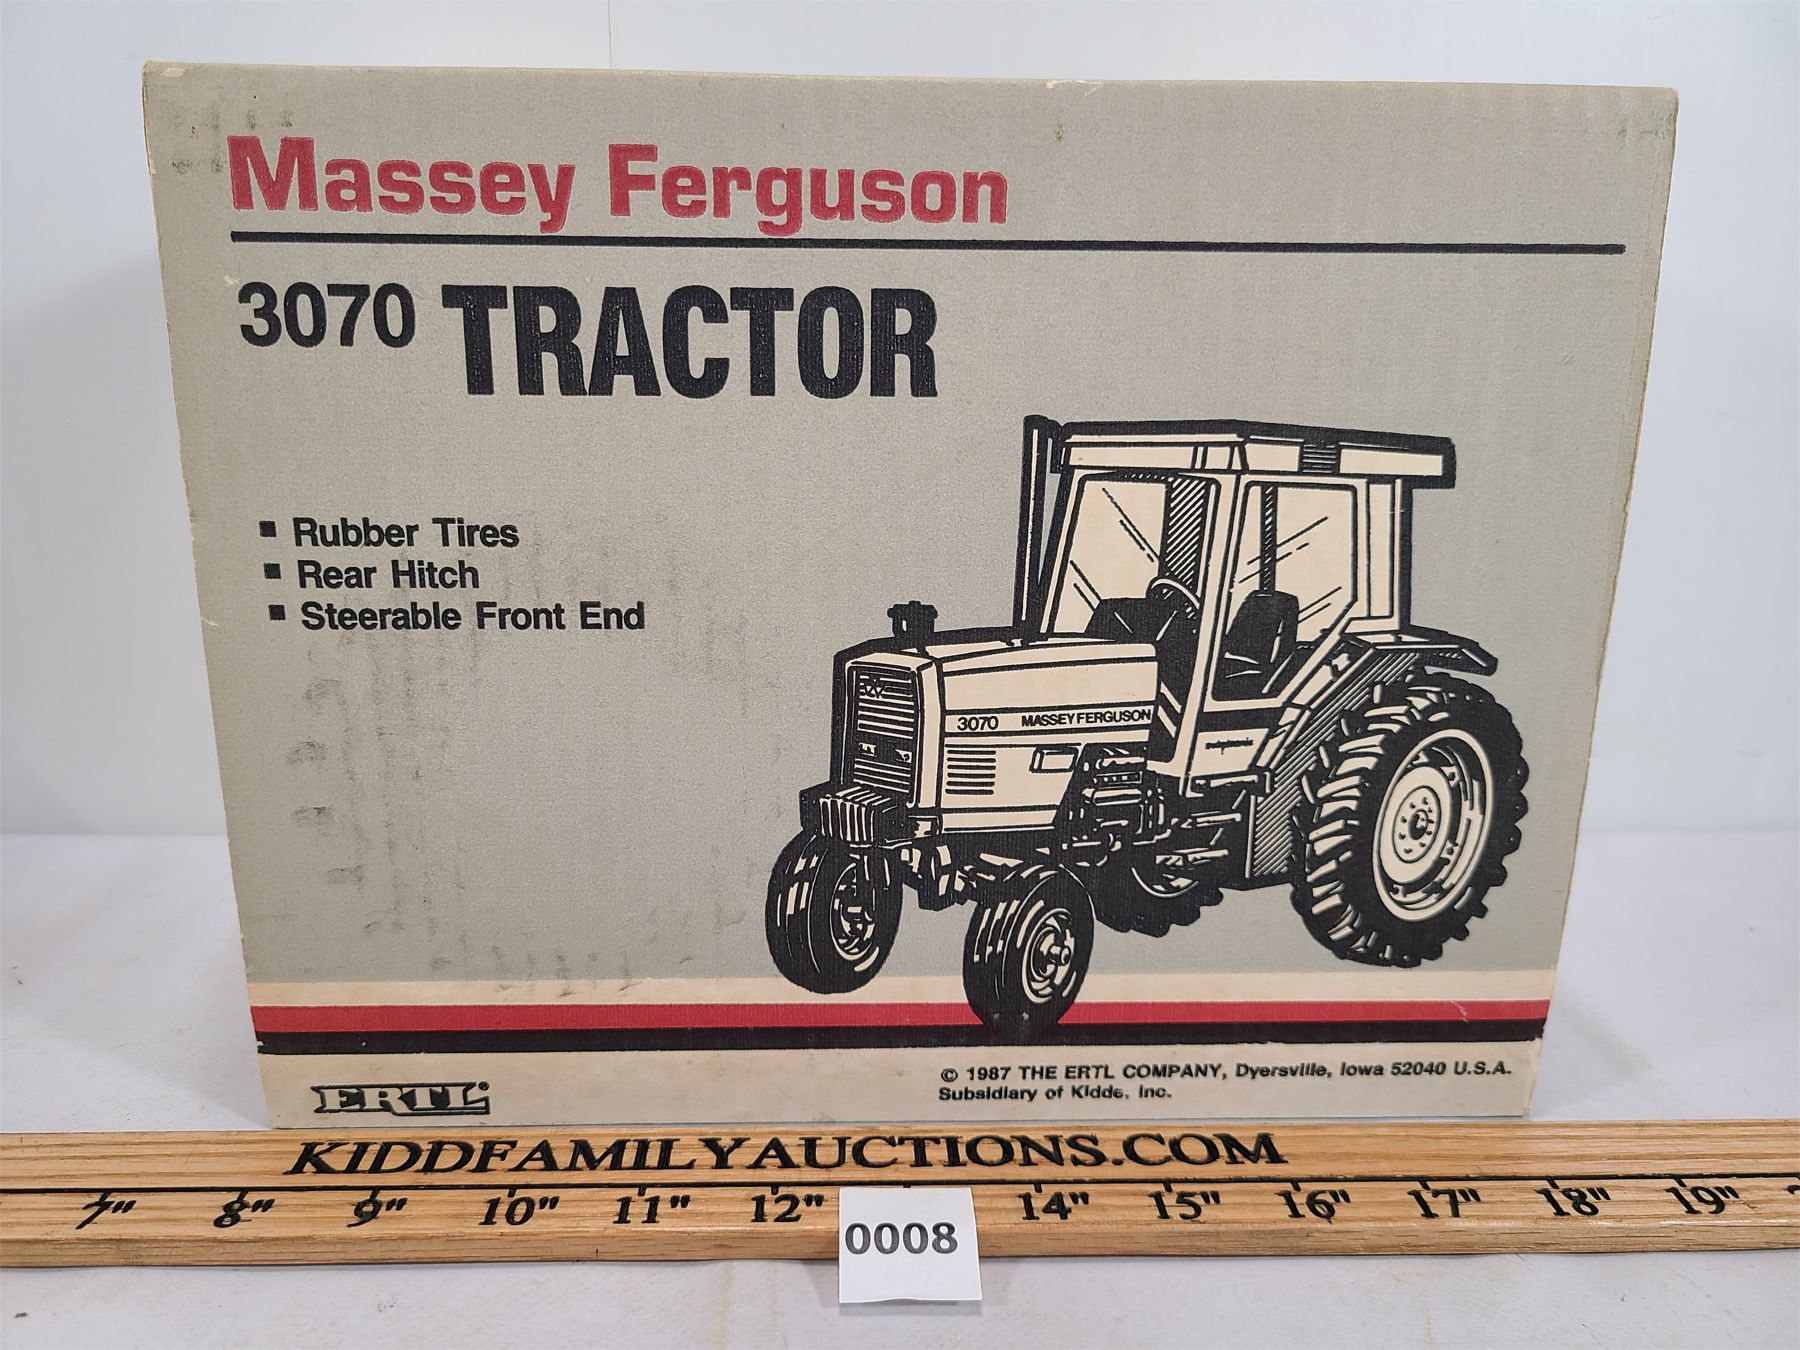 Massey Ferguson
3070 TRACTOR
▪ Rubber Tires
▪ Rear Hitch
▪ Steerable Front End
3070 MASSEY FERGUSON
ERTL®
© 1987 THE ERTL COMPANY, Dyersville, Iowa 52040 U.S.A.
Subsidiary of Kidde, Inc.
KIDDFAMILYAUCTIONS.COM
7" 8" 9" 10" 11" 12" 14" 15" 16" 17" 18" 19"
0008